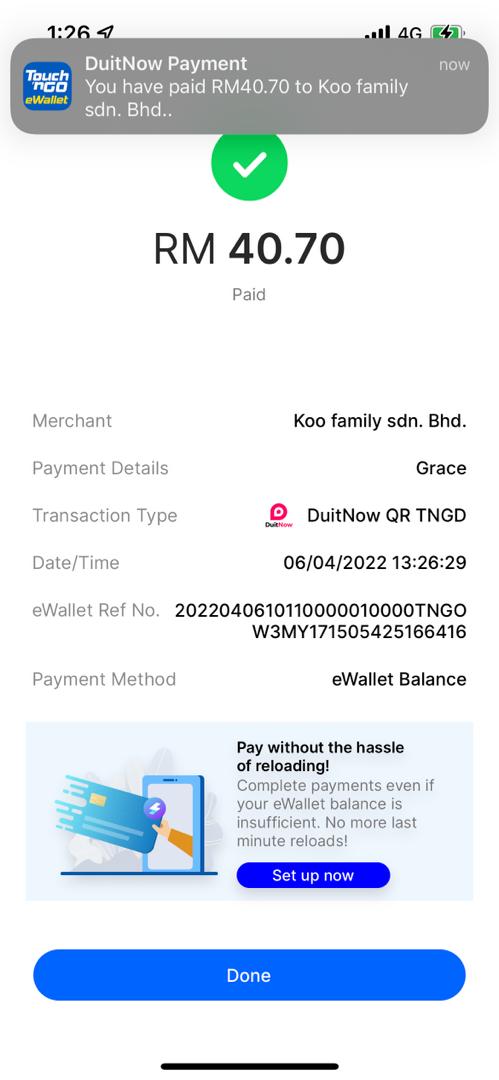 1:26
4G
Touch 'nGO eWallet
DuitNow Payment
now
You have paid RM40.70 to Koo family
sdn. Bhd..
RM 40.70
Paid
Merchant
Koo family sdn. Bhd.
Payment Details
Grace
Transaction Type
DuitNow
DuitNow QR TNGD
Date/Time
06/04/2022 13:26:29
eWallet Ref No.
2022040610110000010000TNGO
W3MY171505425166416
Payment Method
eWallet Balance
Pay without the hassle
of reloading!
Complete payments even if
your eWallet balance is
insufficient. No more last
minute reloads!
Set up now
Done